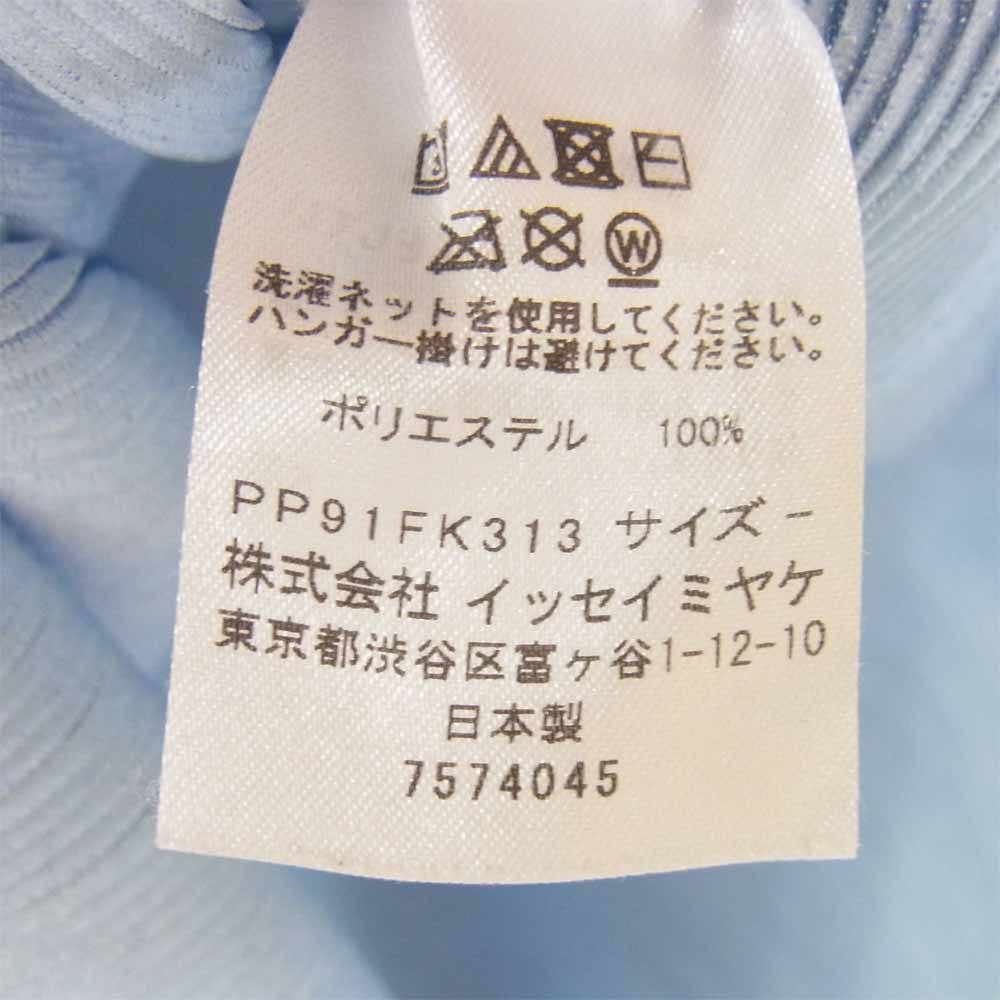 W
洗濯ネットを使用してください。
ハンガー掛けは避けてください。
ポリエステル 100%
PP91FK313 サイズ -
株式会社 イッセイミヤケ
東京都渋谷区富ヶ谷1-12-10
日本製
7574045